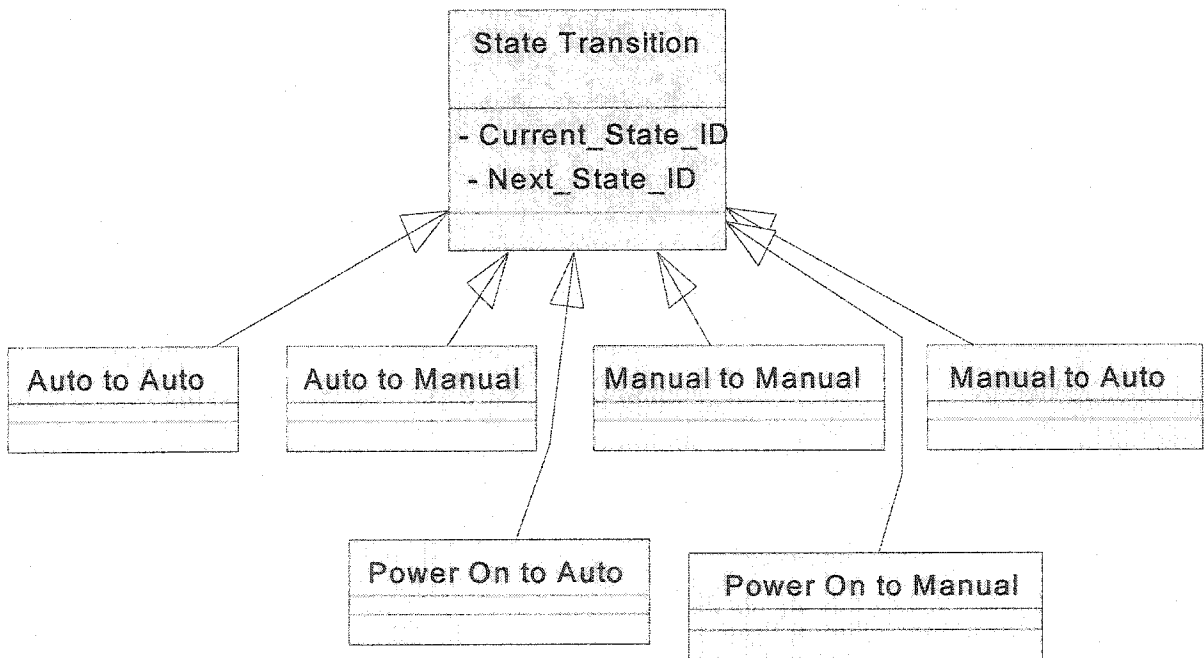 State Transition
- Current_State_ID
- Next_State_ID
Auto to Auto
Auto to Manual
Manual to Manual
Manual to Auto
Power On to Auto
Power On to Manual